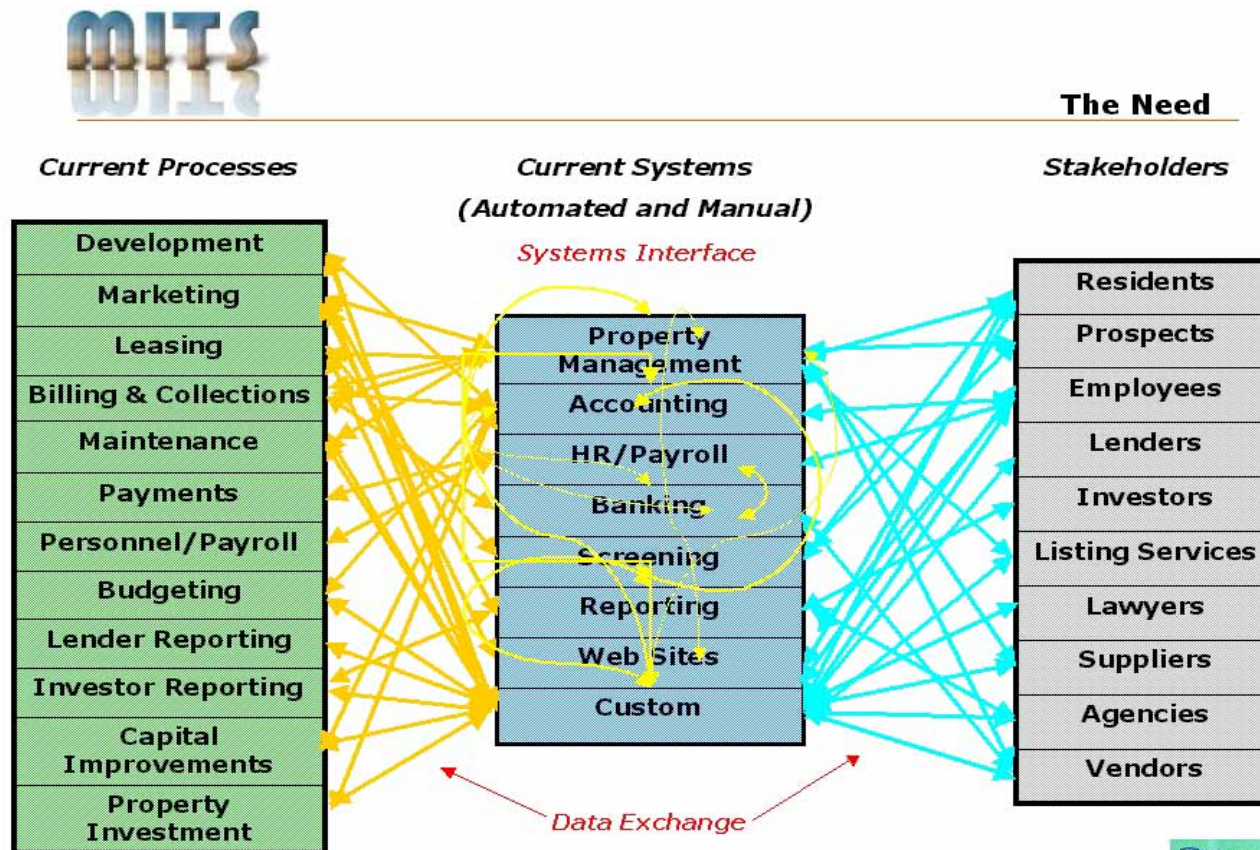 MITS
The Need
Current Processes
Current Systems
(Automated and Manual)
Systems Interface
Stakeholders
Development
Marketing
Leasing
Billing & Collections
Maintenance
Payments
Personnel/Payroll
Budgeting
Lender Reporting
Investor Reporting
Capital
Improvements
Property
Investment
Property
Management
Accounting
HR/Payroll
Banking
Screening
Reporting
Web Sites
Custom
Residents
Prospects
Employees
Lenders
Investors
Listing Services
Lawyers
Suppliers
Agencies
Vendors
Data Exchange